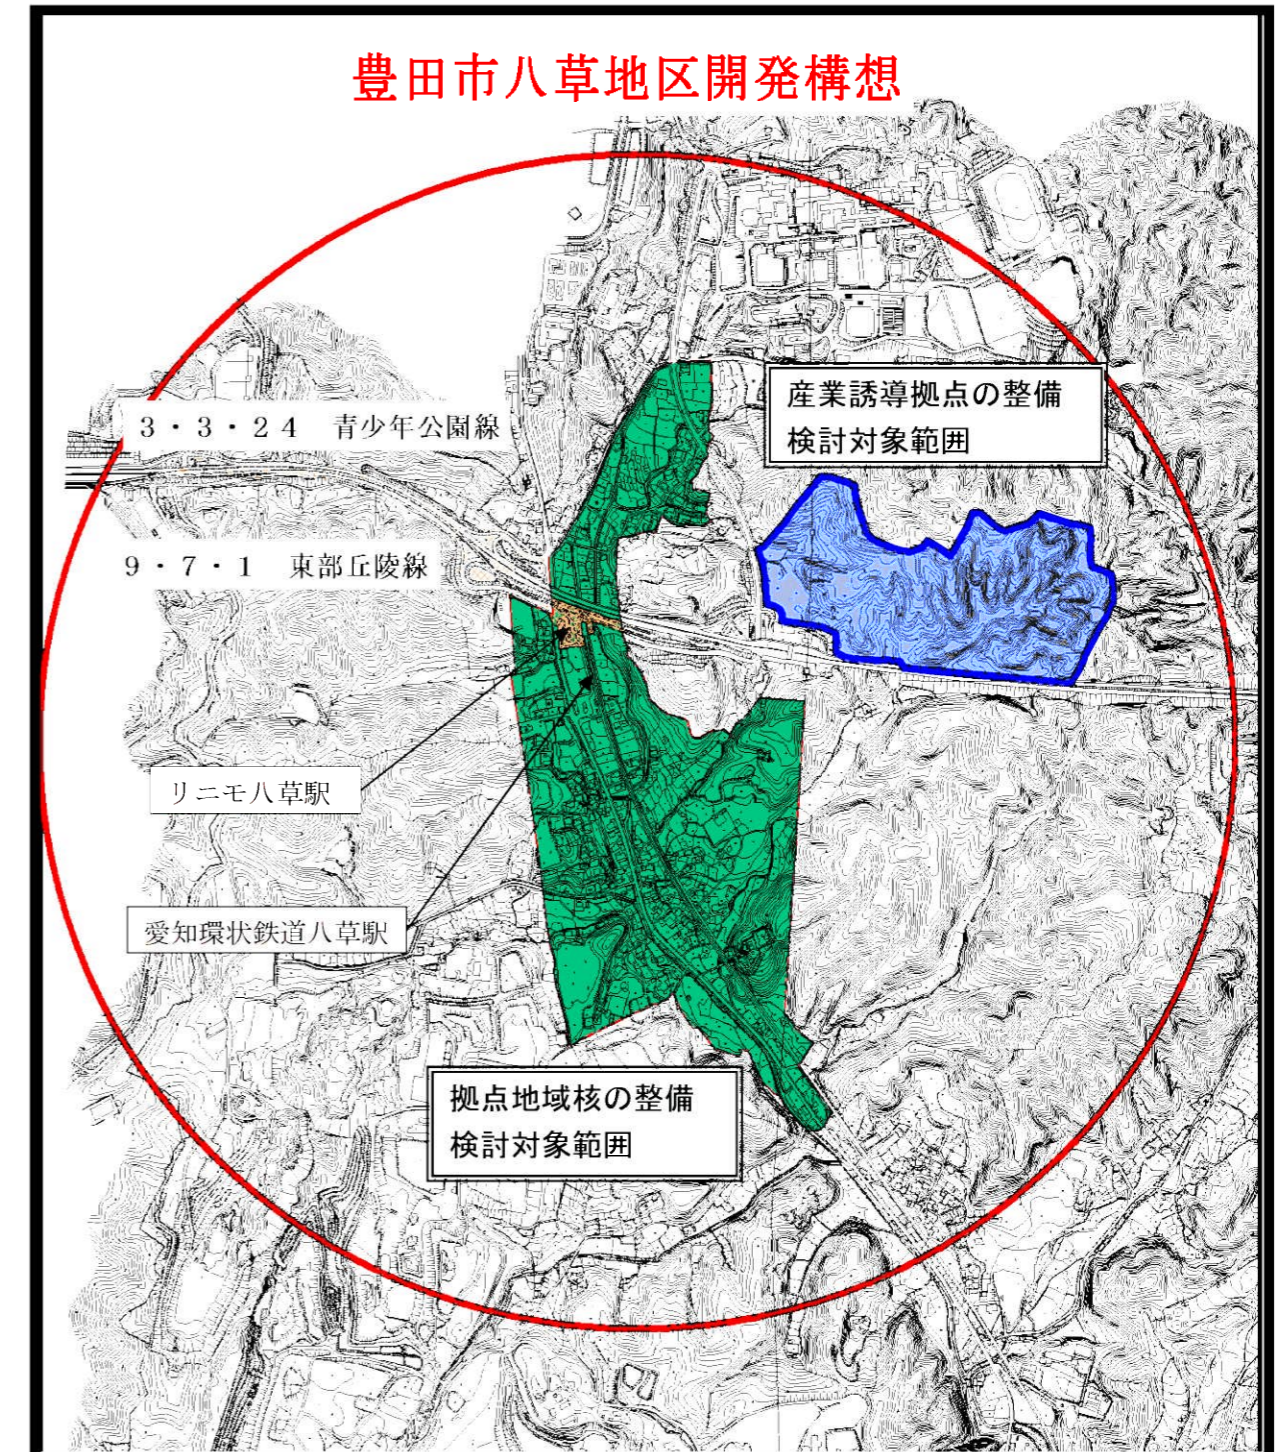 豊田市八草地区開発構想
産業誘導拠点の整備
検討対象範囲
3・3・24 青少年公園線
9・7・1 東部丘陵線
リニモ八草駅
愛知環状鉄道八草駅
拠点地域核の整備
検討対象範囲